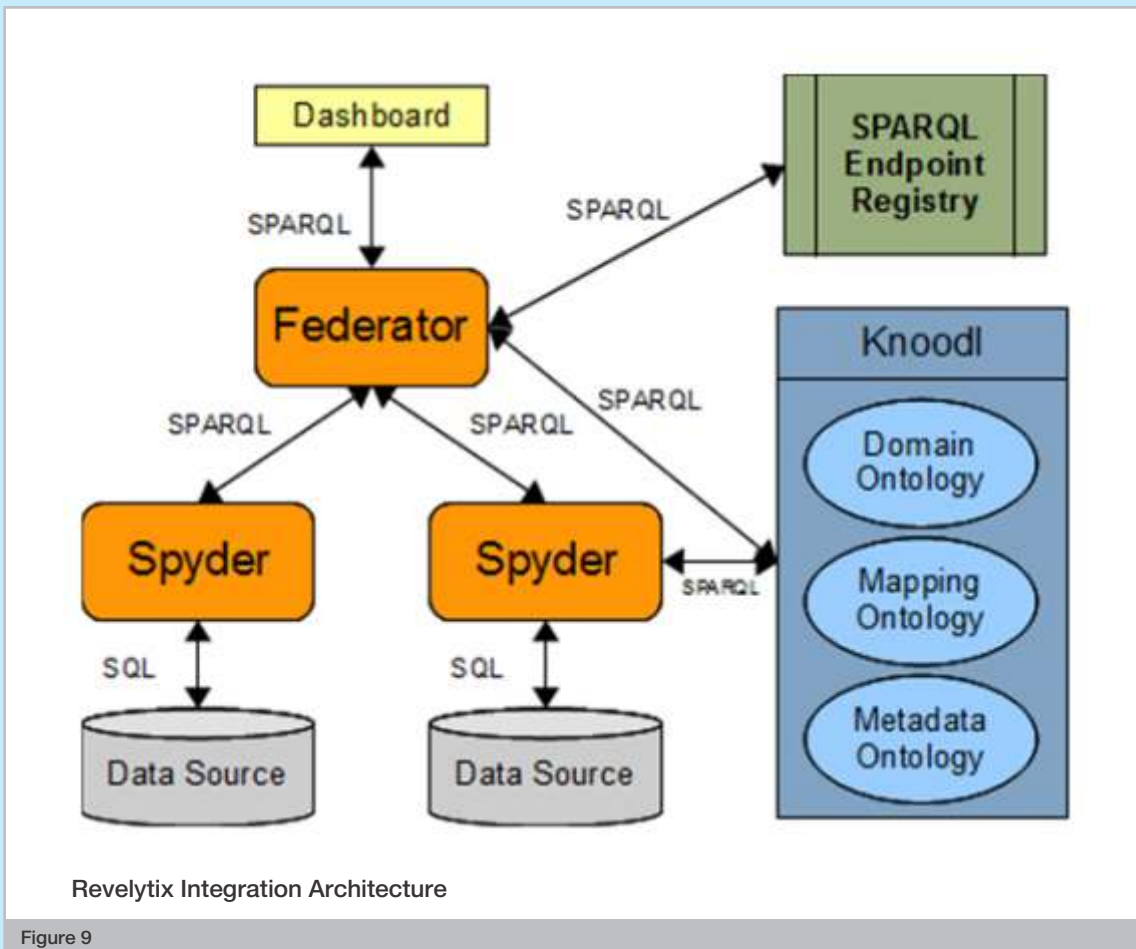 Dashboard
SPARQL
Endpoint
Registry
SPARQL
SPARQL
Federator
Knoodl
SPARQL
SPARQL
SPARQL
Domain
Ontology
Spyder
Spyder
SPARQL
Mapping
Ontology
SQL
SQL
Metadata
Ontology
Data Source
Data Source
Revelytix Integration Architecture
Figure 9